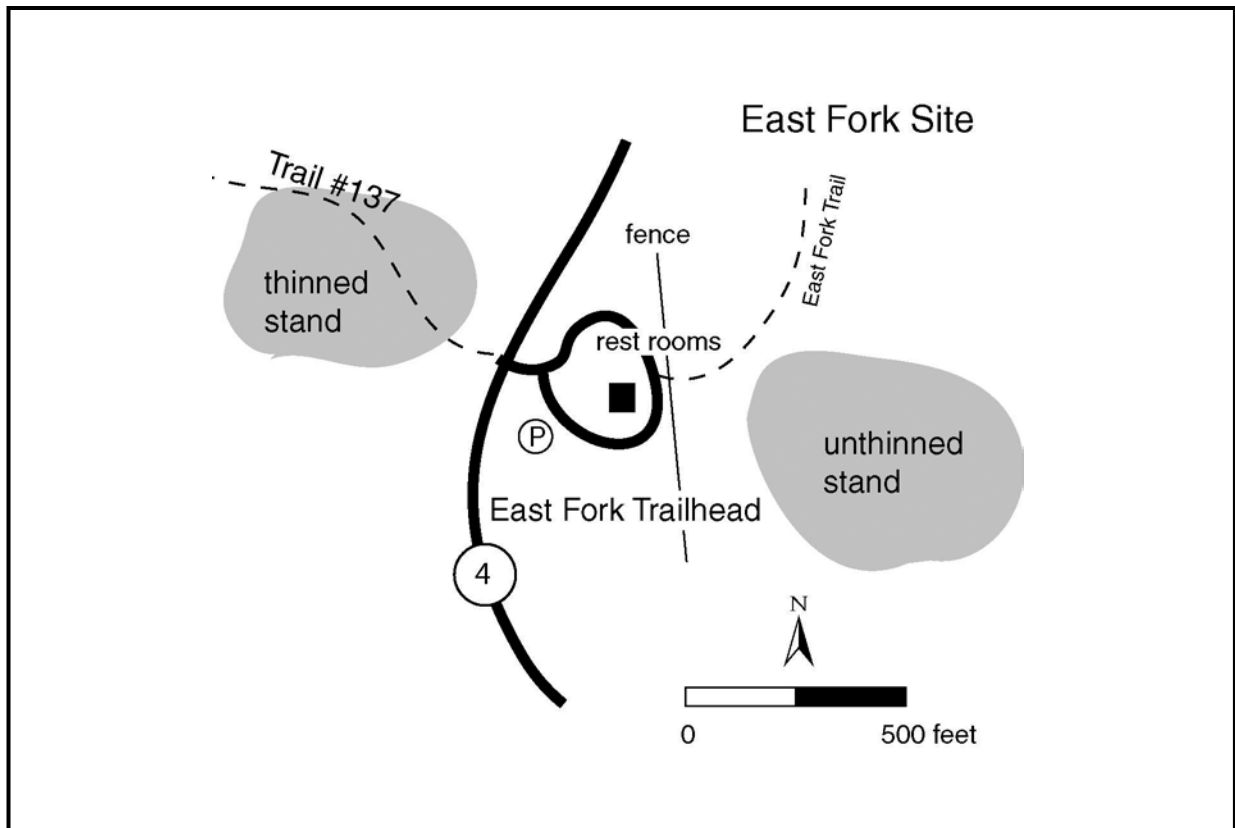 East Fork Site
Trail #137
East Fork Trail
fence
thinned
stand
rest rooms
P
unthinned
stand
East Fork Trailhead
4
N
0
500 feet